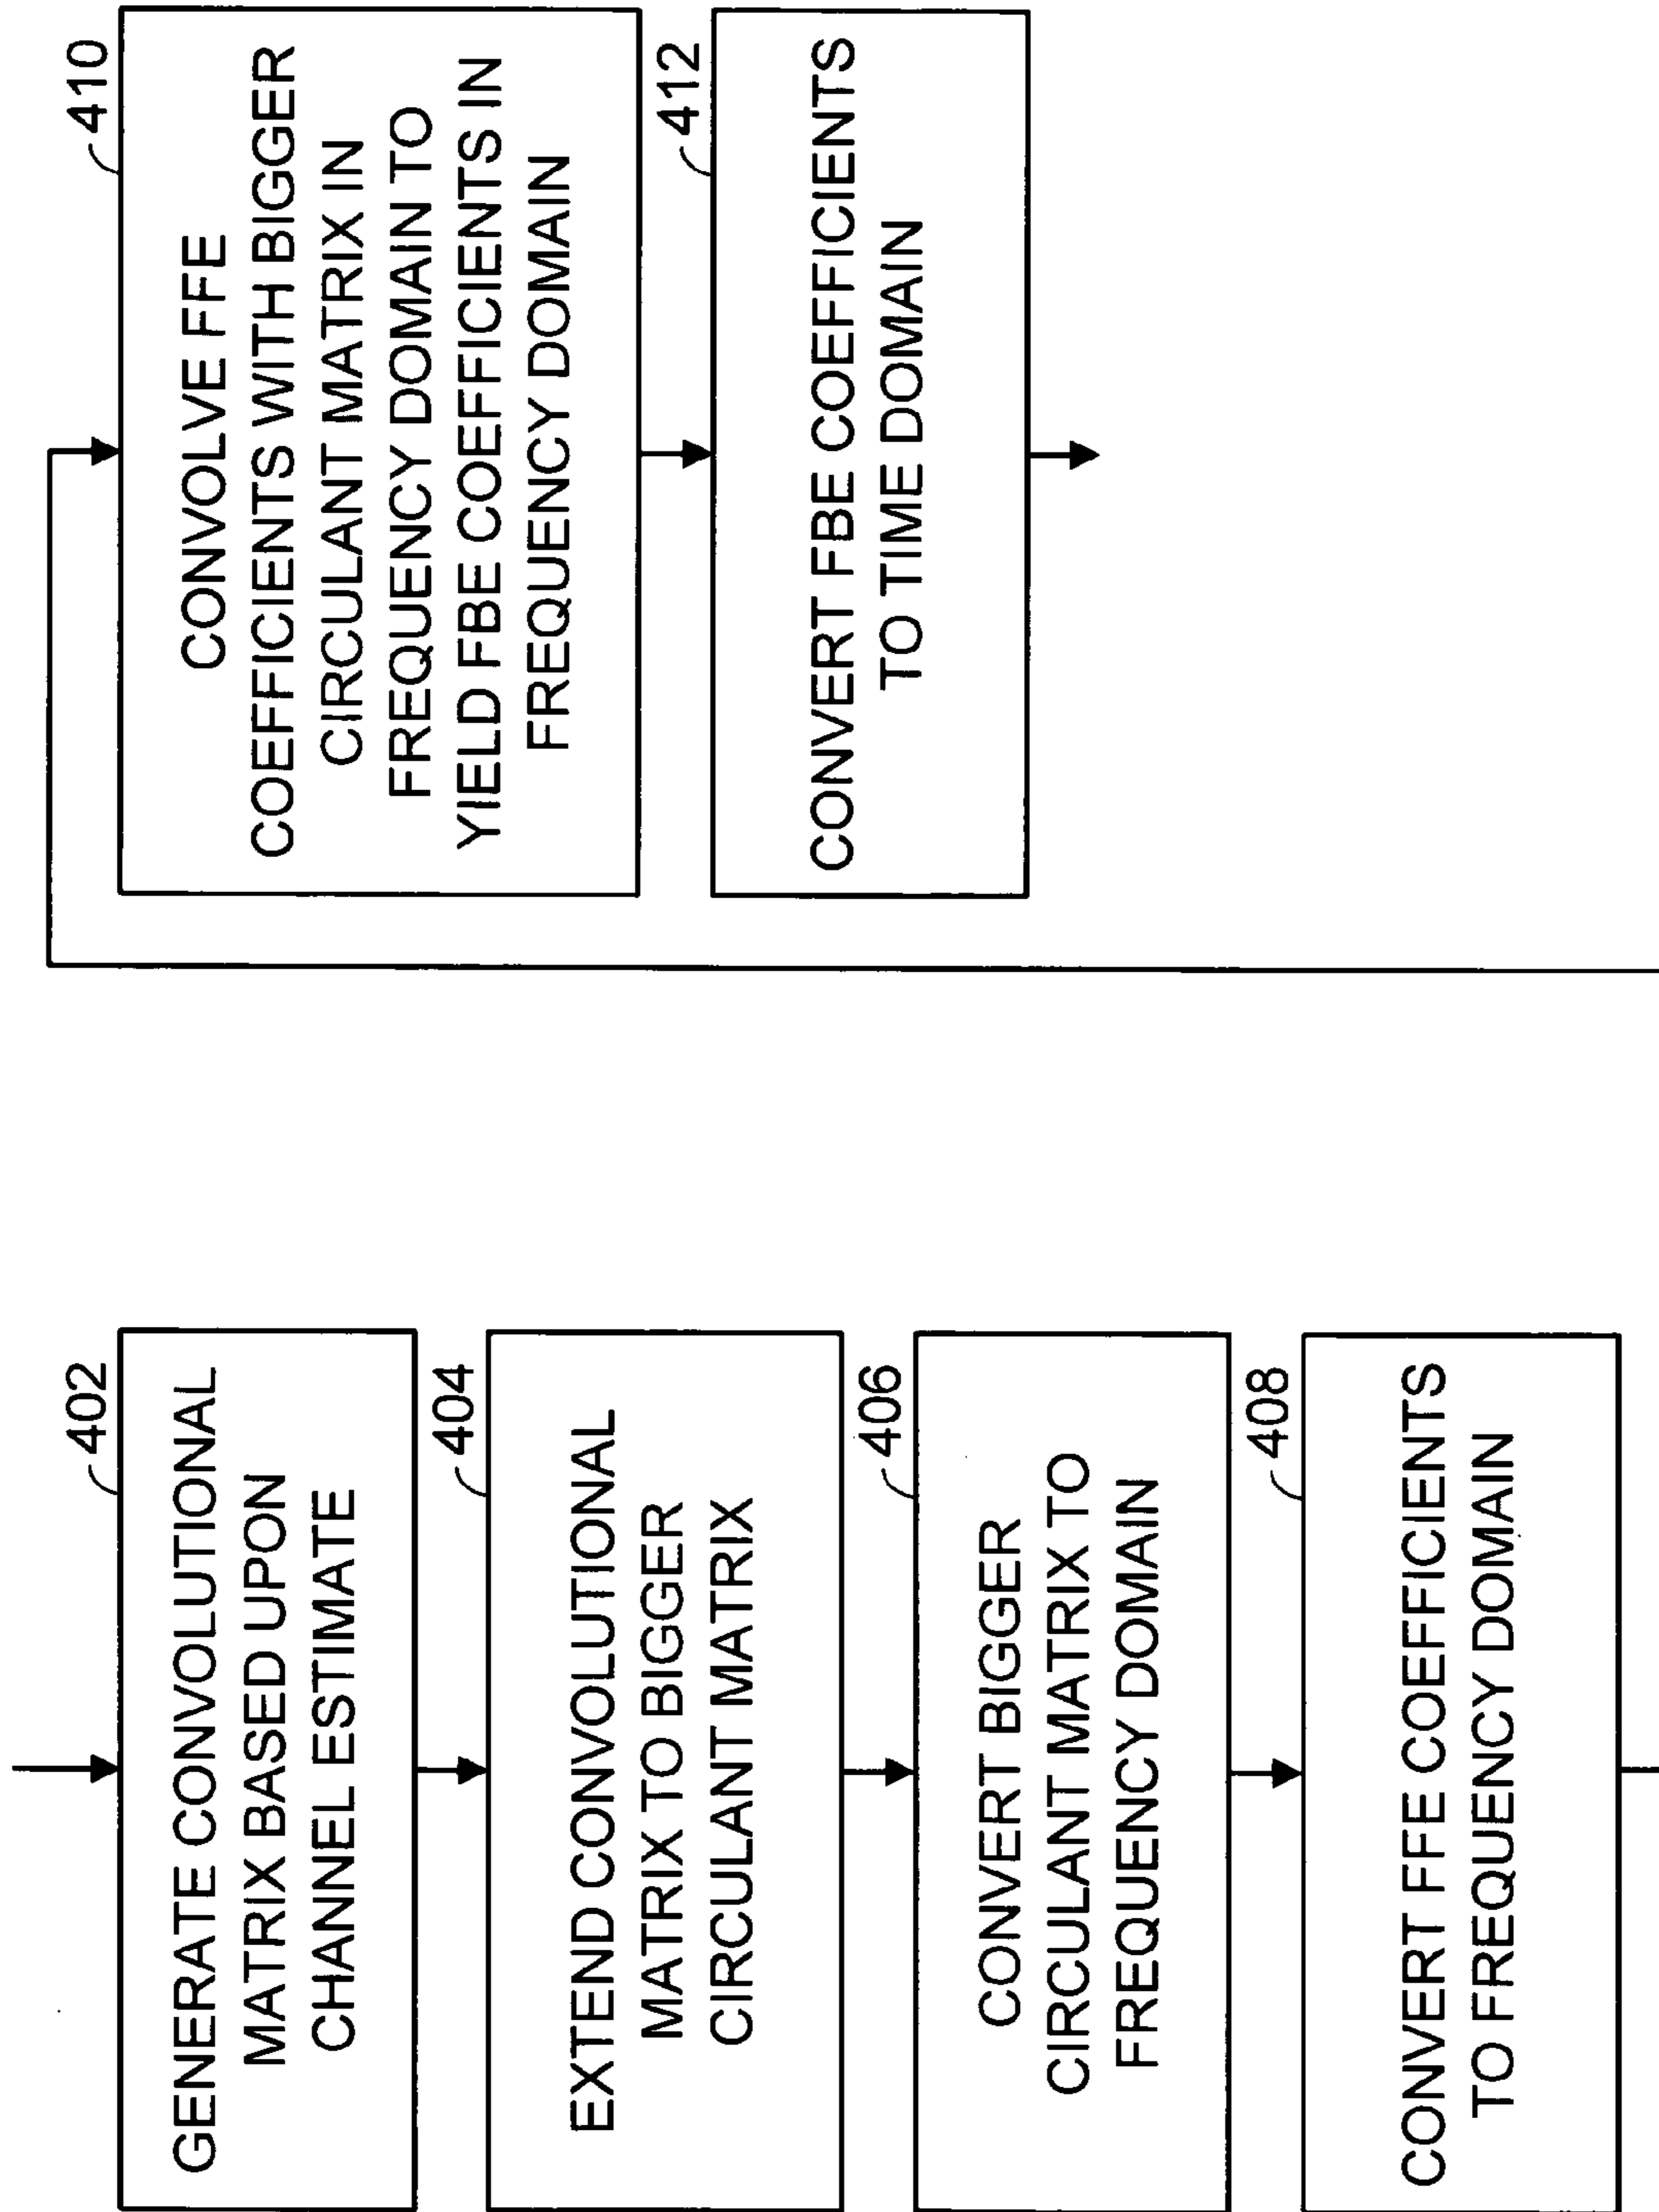 402
GENERATE CONVOLUTIONAL
MATRIX BASED UPON
CHANNEL ESTIMATE
404
EXTEND CONVOLUTIONAL
MATRIX TO BIGGER
CIRCULANT MATRIX
406
CONVERT BIGGER
CIRCULANT MATRIX TO
FREQUENCY DOMAIN
408
CONVERT FFE COEFFICIENTS
TO FREQUENCY DOMAIN
410
CONVOLVE FFE
COEFFICIENTS WITH BIGGER
CIRCULANT MATRIX IN
FREQUENCY DOMAIN TO
YIELD FBE COEFFICIENTS IN
FREQUENCY DOMAIN
412
CONVERT FBE COEFFICIENTS
TO TIME DOMAIN